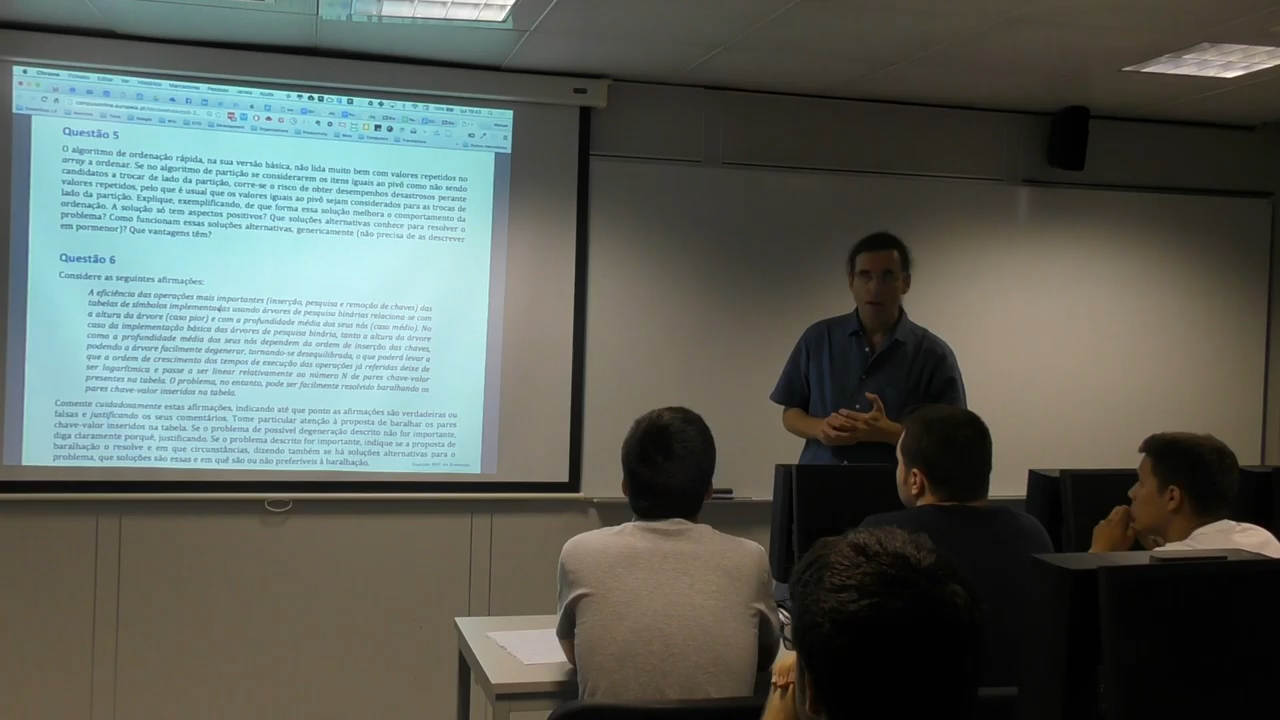 Chrome Ficheiro Editar Ver Histórico Marcadores Pessoas Janela Ajuda
Questão 5
O algoritmo de ordenação rápida, na sua versão básica, não lida muito bem com valores repetidos no
array a ordenar. Se no algoritmo de partição se considerarem os itens iguais ao pivô como não sendo
candidatos a trocar de lado da partição, corre-se o risco de obter desempenhos desastrosos perante
valores repetidos, pelo que é usual que os valores iguais ao pivô sejam considerados para as trocas de
lado da partição. Explique, exemplificando, de que forma essa solução melhora o comportamento da
ordenação. A solução só tem aspectos positivos? Que soluções alternativas conhece para resolver o
problema? Como funcionam essas soluções alternativas, genericamente (não precisa de as descrever
em pormenor)? Que vantagens têm?
Questão 6
Considere as seguintes afirmações:
A eficiência das operações mais importantes (inserção, pesquisa e remoção de chaves) das
tabelas de símbolos implementadas usando árvores de pesquisa binárias relaciona-se com
a altura da árvore (caso pior) e com a profundidade média dos seus nós (caso médio). No
caso da implementação básica das árvores de pesquisa binária, tanto a altura da árvore
como a profundidade média dos seus nós dependem da ordem de inserção das chaves,
podendo a árvore facilmente degenerar, tornando-se desequilibrada, o que poderá levar a
que a ordem de crescimento dos tempos de execução das operações já referidas deixe de
ser logarítmica e passe a ser linear relativamente ao número N de pares chave-valor
presentes na tabela. O problema, no entanto, pode ser facilmente resolvido baralhando os
pares chave-valor inseridos na tabela.
Comente cuidadosamente estas afirmações, indicando até que ponto as afirmações são verdadeiras ou
falsas e justificando os seus comentários. Tome particular atenção à proposta de baralhar os pares
chave-valor inseridos na tabela. Se o problema de possível degeneração descrito não for importante,
diga claramente porquê, justificando. Se o problema descrito for importante, indique se a proposta de
baralhação o resolve e em que circunstâncias, dizendo também se há soluções alternativas para o
problema, que soluções são essas e em quê são ou não preferíveis à baralhação.